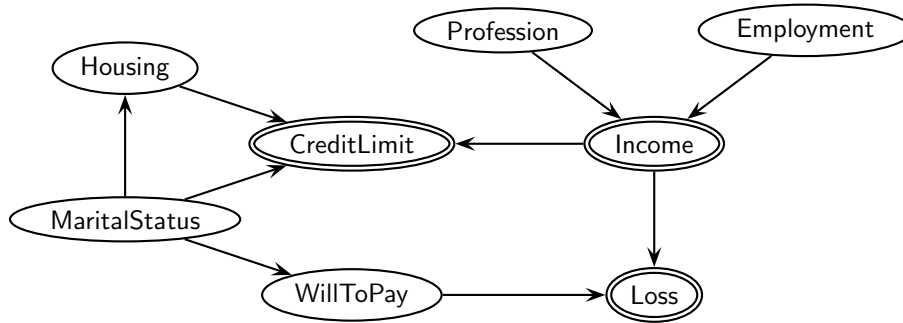 Profession
Employment
Housing
CreditLimit
Income
MaritalStatus
WillToPay
Loss